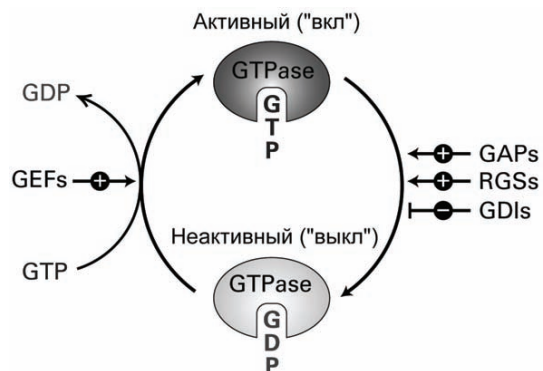 Активный ("вкл")
GTPase
G
T
P
GDP
GEFs
+
GTP
+
GAPs
+
RGSs
−
GDIs
Неактивный ("выкл")
GTPase
G
D
P